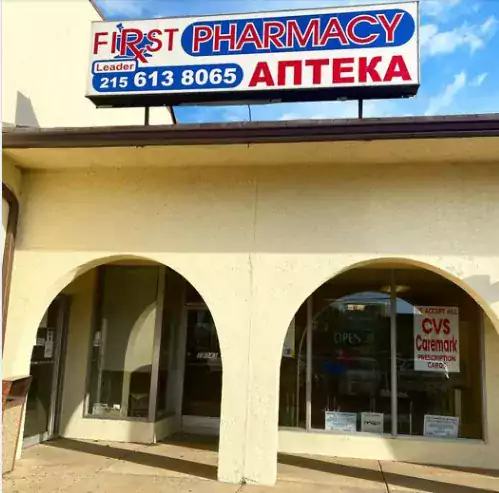 FIRST PHARMACY
Leader
215 613 8065 АПТЕКА
OPEN
WE ACCEPT ALL
CVS
Caremark
PRESCRIPTION
CARDS